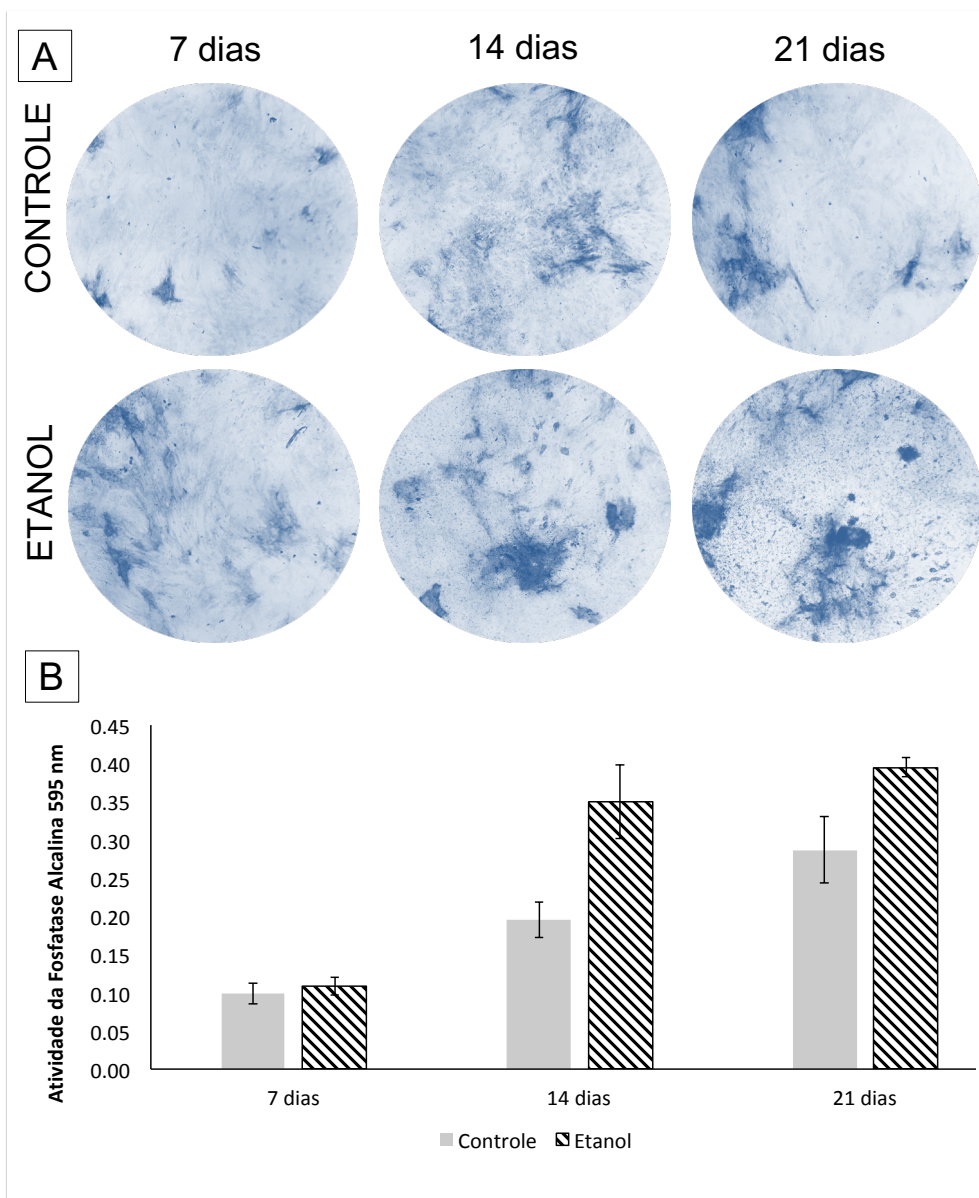 A
7 dias
14 dias
21 dias
CONTROLE
ETANOL
B
Atividade da Fosfatase Alcalina 595 nm
0.45
0.40
0.35
0.30
0.25
0.20
0.15
0.10
0.05
0.00
7 dias
14 dias
21 dias
Controle
Etanol